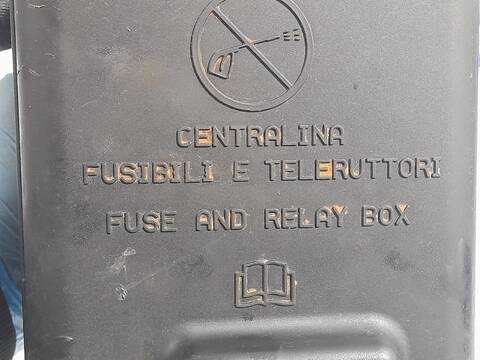 CENTRALINA
FUSIBILI E TELERUTTORI
FUSE AND RELAY BOX